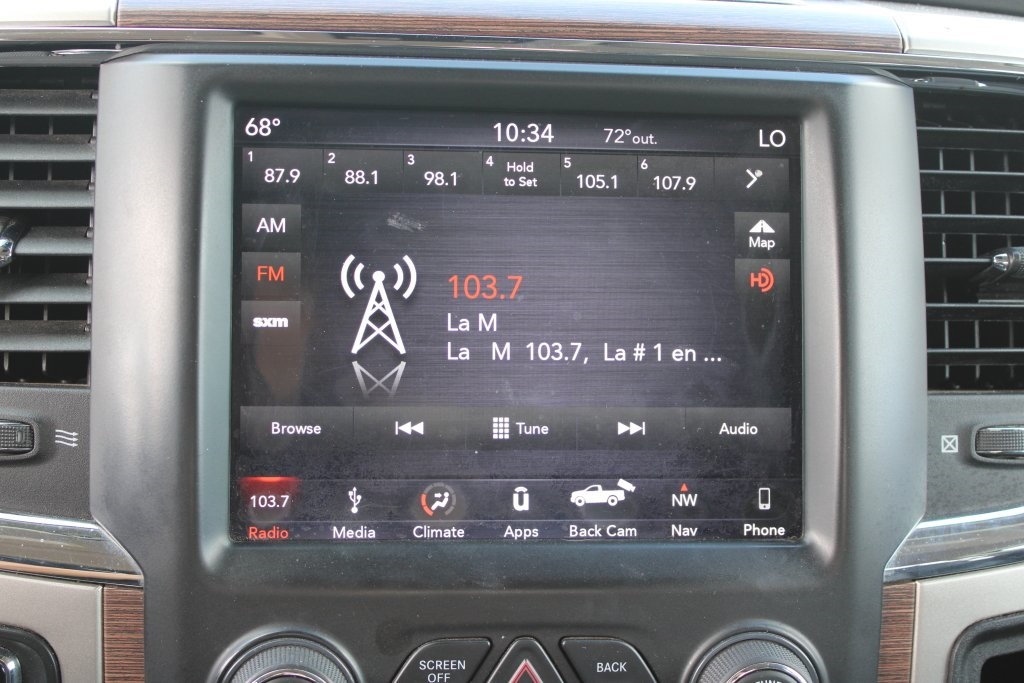 68° 10:34 72°out. LO
1 87.9 2 88.1 3 98.1 4 Hold to Set 5 105.1 6 107.9
AM
Map
FM
HD
103.7
sxm
La M
La M 103.7, La # 1 en ...
Browse Tune Audio
103.7 NW
Radio Media Climate Apps Back Cam Nav Phone
SCREEN OFF
BACK